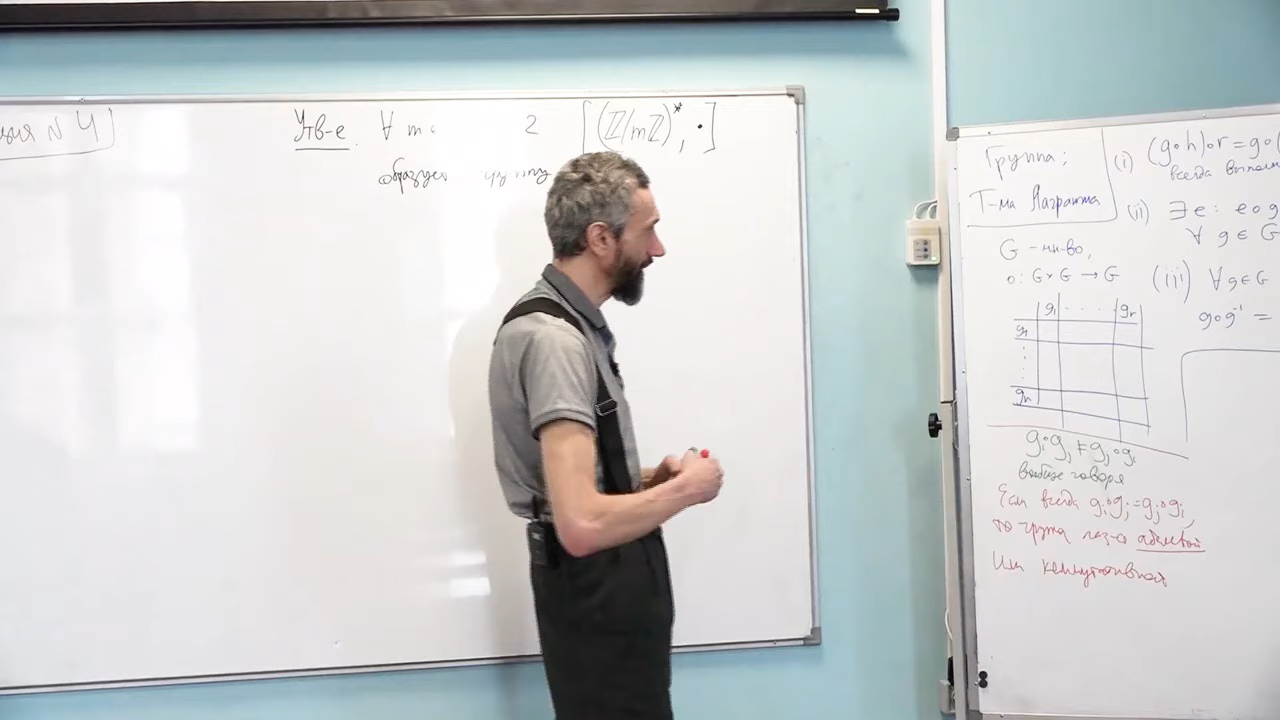 ция N 4
Утв-е. ∀ m ∈ 2 [(ℤ/mℤ)*, •]
образует группу
Группа;
Т-ма Лагранжа
G - мн-во,
∘: G×G → G
g₁ . . . . gₙ
g₁
gₙ
gᵢ∘gⱼ ≠ gⱼ∘gᵢ
вообще говоря
Если всегда gᵢ∘gⱼ=gⱼ∘gᵢ,
то группа наз-ся абелевой
или коммутативной
(i) (g∘h)∘r = g∘(
всегда выполн
(ii) ∃ e: e∘g
∀ g ∈ G
(iii) ∀g∈G
g∘g⁻¹ =